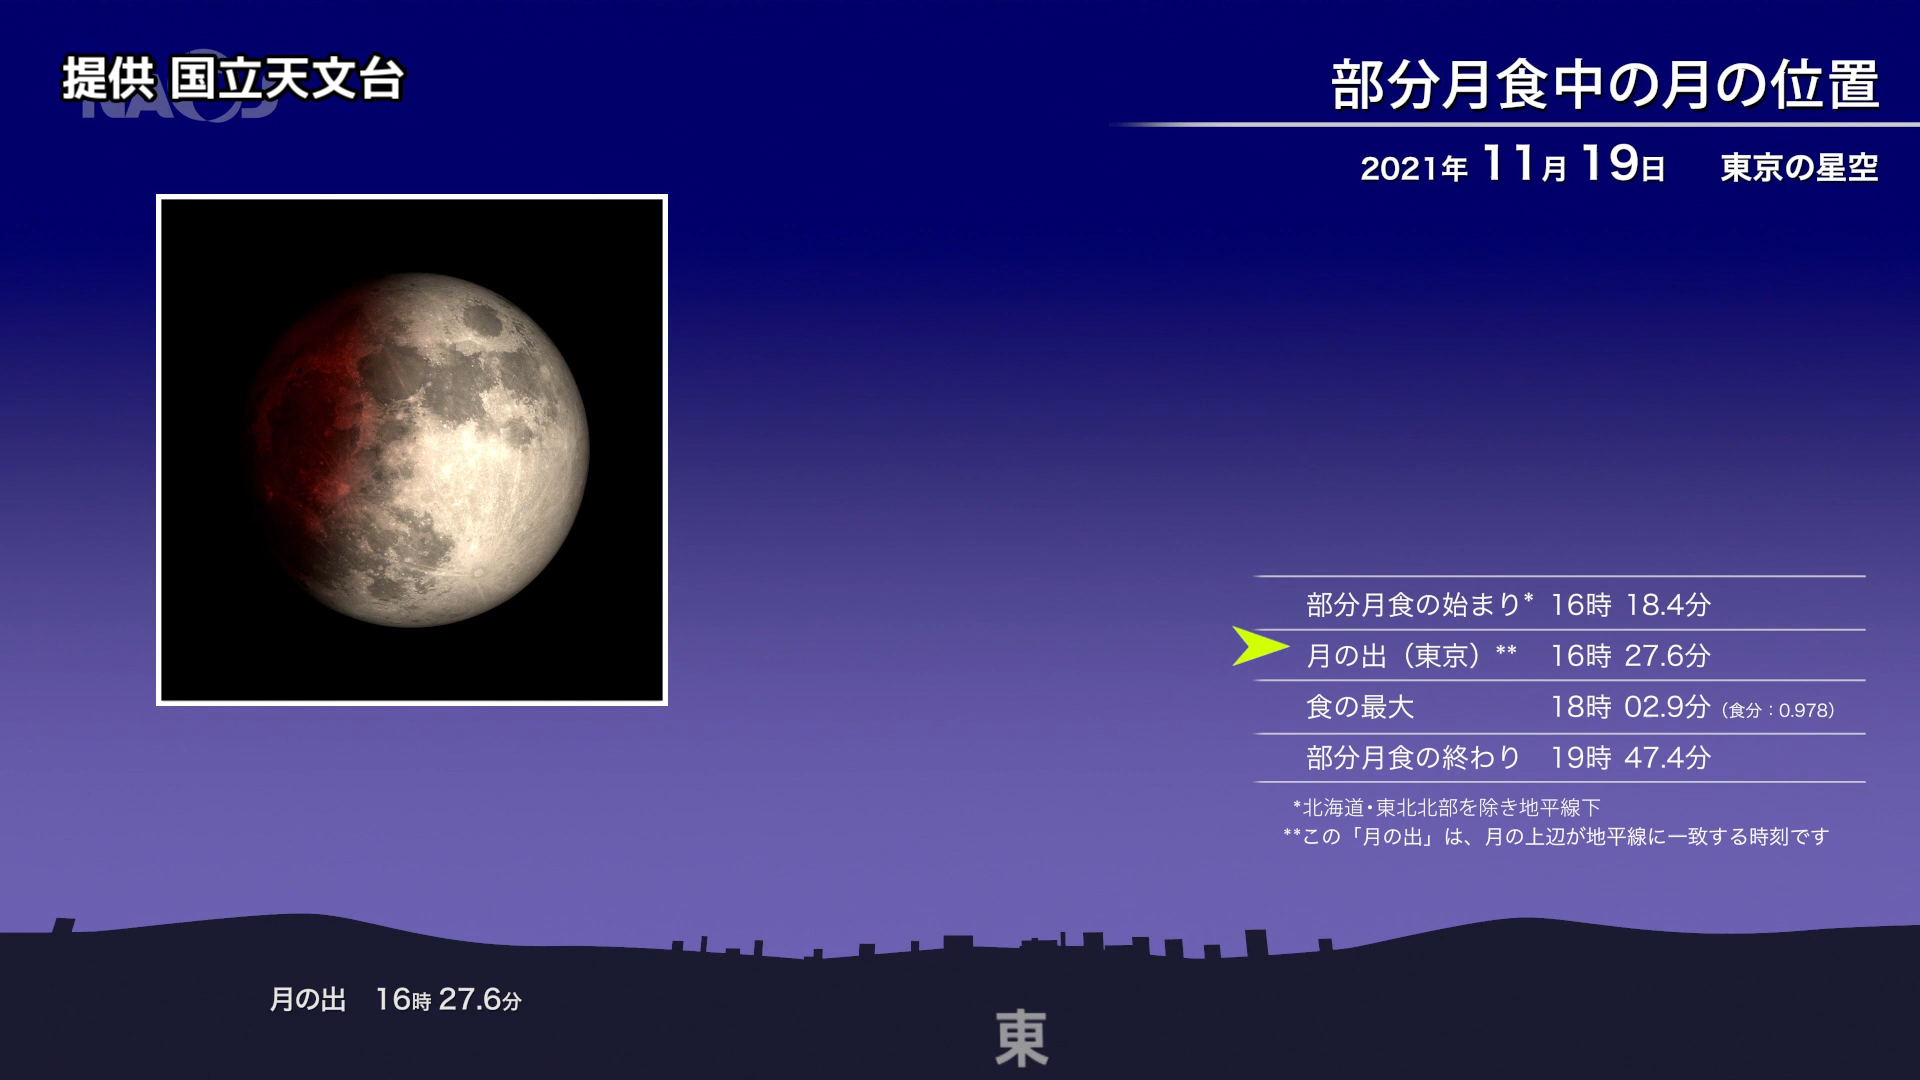 提供 国立天文台
NAOJ
部分月食中の月の位置
2021年 11月 19日 東京の星空
部分月食の始まり* 16時 18.4分
月の出（東京）** 16時 27.6分
食の最大 18時 02.9分（食分：0.978）
部分月食の終わり 19時 47.4分
*北海道・東北北部を除き地平線下
**この「月の出」は、月の上辺が地平線に一致する時刻です
月の出 16時 27.6分
東